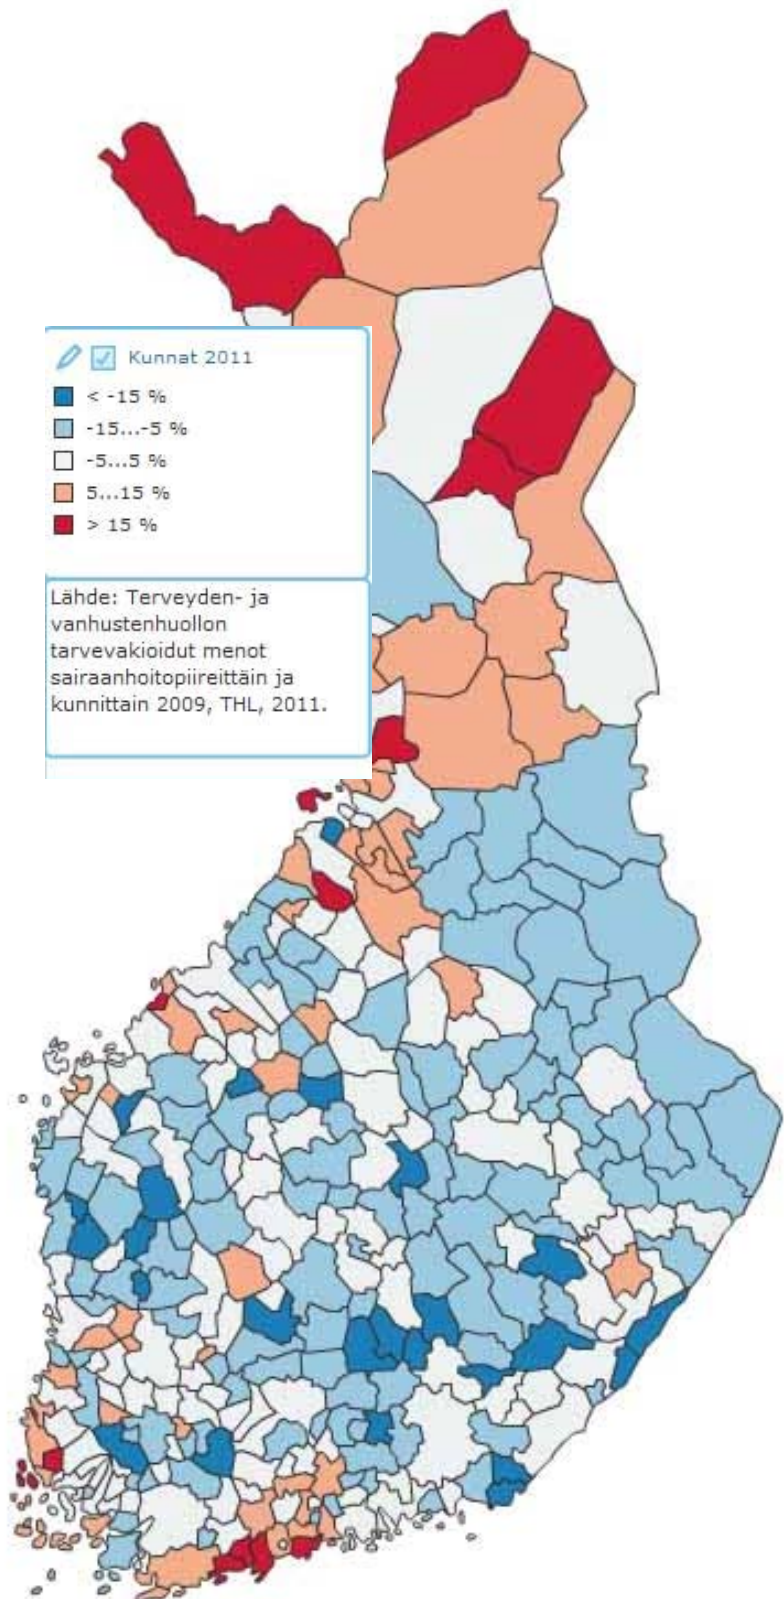 Kunnat 2011
< -15 %
-15...-5 %
-5...5 %
5...15 %
> 15 %
Lähde: Terveyden- ja
vanhustenhuollon
tarvevakioidut menot
sairaanhoitopiireittäin ja
kunnittain 2009, THL, 2011.